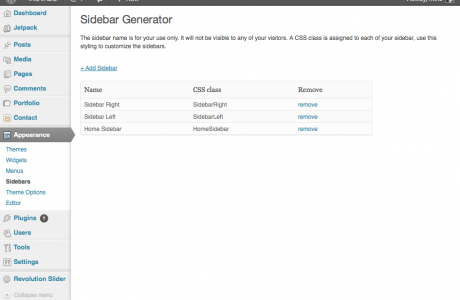 Dashboard
Jetpack
Posts
Media
Pages
Comments
Portfolio
Contact
Appearance
Themes
Widgets
Menus
Sidebars
Theme Options
Editor
Plugins 1
Users
Tools
Settings
Revolution Slider
Collapse menu
Sidebar Generator
The sidebar name is for your use only. It will not be visible to any of your visitors. A CSS class is assigned to each of your sidebar, use this
styling to customize the sidebars.
+ Add Sidebar
Name CSS class Remove
Sidebar Right SidebarRight remove
Sidebar Left SidebarLeft remove
Home Sidebar HomeSidebar remove